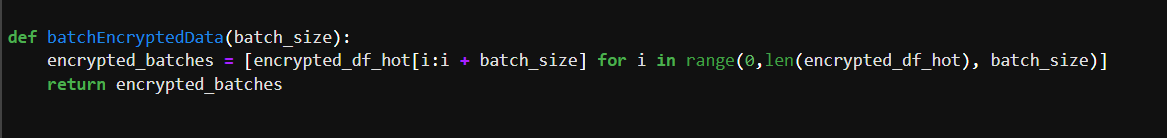 def batchEncryptedData(batch_size):
    encrypted_batches = [encrypted_df_hot[i:i + batch_size] for i in range(0,len(encrypted_df_hot), batch_size)]
    return encrypted_batches